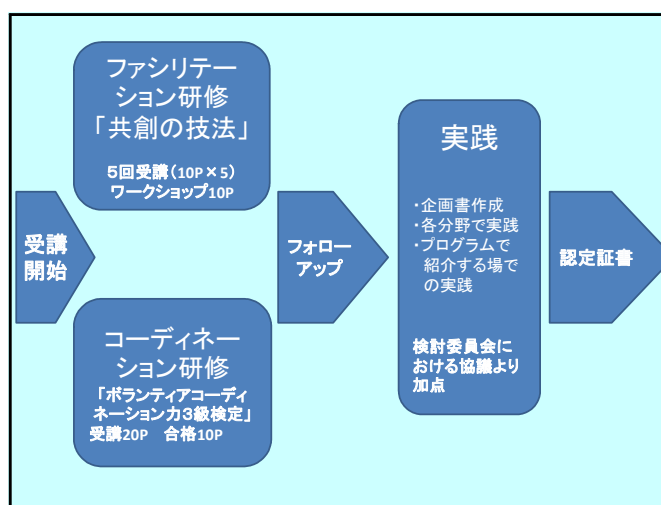 受講
開始
ファシリテー
ション研修
「共創の技法」
５回受講（10P×５）
ワークショップ10P
コーディネー
ション研修
「ボランティアコーディ
ネーション力３級検定」
受講20P　合格10P
フォロー
アップ
実践
・企画書作成
・各分野で実践
・プログラムで
紹介する場で
の実践
検討委員会に
おける協議より
加点
認定証書